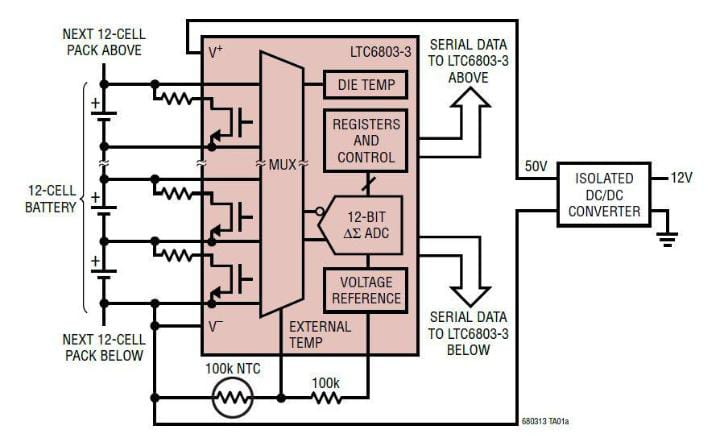 NEXT 12-CELL
PACK ABOVE
V+
LTC6803-3
SERIAL DATA
TO LTC6803-3
ABOVE
DIE TEMP
REGISTERS
AND
CONTROL
MUX
12-CELL
BATTERY
12-BIT
ΔΣ ADC
50V
ISOLATED
DC/DC
CONVERTER
12V
VOLTAGE
REFERENCE
V−
EXTERNAL
TEMP
SERIAL DATA
TO LTC6803-3
BELOW
NEXT 12-CELL
PACK BELOW
100k NTC
100k
680313 TA01a